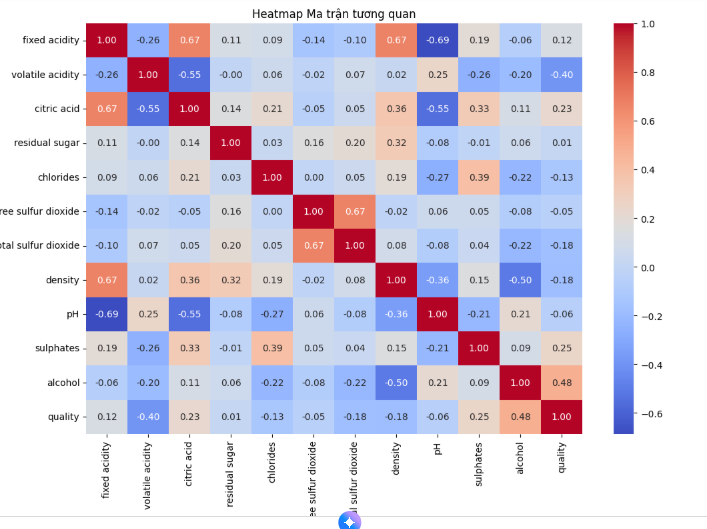 Heatmap Ma trận tương quan
fixed acidity 1.00 -0.26 0.67 0.11 0.09 -0.14 -0.10 0.67 -0.69 0.19 -0.06 0.12
volatile acidity -0.26 1.00 -0.55 -0.00 0.06 -0.02 0.07 0.02 0.25 -0.26 -0.20 -0.40
citric acid 0.67 -0.55 1.00 0.14 0.21 -0.05 0.05 0.36 -0.55 0.33 0.11 0.23
residual sugar 0.11 -0.00 0.14 1.00 0.03 0.16 0.20 0.32 -0.08 -0.01 0.06 0.01
chlorides 0.09 0.06 0.21 0.03 1.00 0.00 0.05 0.19 -0.27 0.39 -0.22 -0.13
ree sulfur dioxide -0.14 -0.02 -0.05 0.16 0.00 1.00 0.67 -0.02 0.06 0.05 -0.08 -0.05
otal sulfur dioxide -0.10 0.07 0.05 0.20 0.05 0.67 1.00 0.08 -0.08 0.04 -0.22 -0.18
density 0.67 0.02 0.36 0.32 0.19 -0.02 0.08 1.00 -0.36 0.15 -0.50 -0.18
pH -0.69 0.25 -0.55 -0.08 -0.27 0.06 -0.08 -0.36 1.00 -0.21 0.21 -0.06
sulphates 0.19 -0.26 0.33 -0.01 0.39 0.05 0.04 0.15 -0.21 1.00 0.09 0.25
alcohol -0.06 -0.20 0.11 0.06 -0.22 -0.08 -0.22 -0.50 0.21 0.09 1.00 0.48
quality 0.12 -0.40 0.23 0.01 -0.13 -0.05 -0.18 -0.18 -0.06 0.25 0.48 1.00
fixed acidity
volatile acidity
citric acid
residual sugar
chlorides
ee sulfur dioxide
al sulfur dioxide
density
pH
sulphates
alcohol
quality
1.0
0.8
0.6
0.4
0.2
0.0
−0.2
−0.4
−0.6